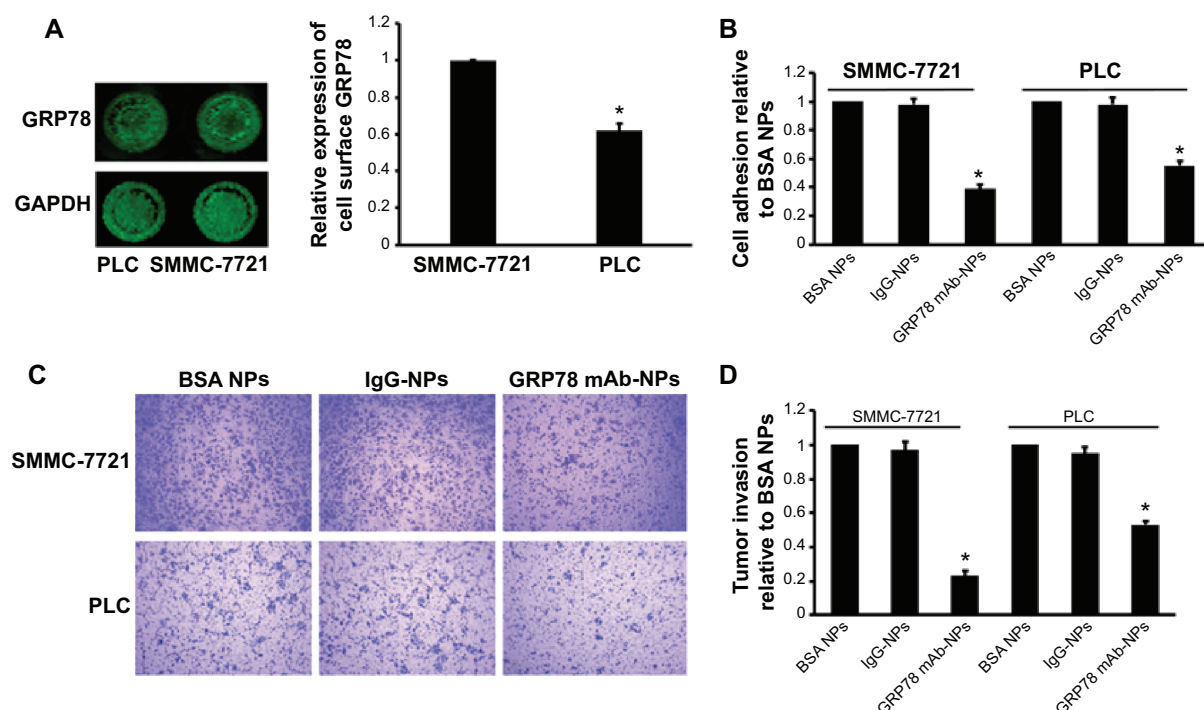 A
GRP78
GAPDH
PLC SMMC-7721
Relative expression of
cell surface GRP78
1.2
1
0.8
0.6
0.4
0.2
0
*
SMMC-7721
PLC
B
Cell adhesion relative
to BSA NPs
1.2
1
0.8
0.6
0.4
0.2
0
SMMC-7721
PLC
*
*
BSA NPs
IgG-NPs
GRP78 mAb-NPs
BSA NPs
IgG-NPs
GRP78 mAb-NPs
C
BSA NPs
IgG-NPs
GRP78 mAb-NPs
SMMC-7721
PLC
D
Tumor invasion
relative to BSA NPs
1.2
1
0.8
0.6
0.4
0.2
0
SMMC-7721
PLC
*
*
BSA NPs
IgG-NPs
GRP78 mAb-NPs
BSA NPs
IgG-NPs
GRP78 mAb-NPs